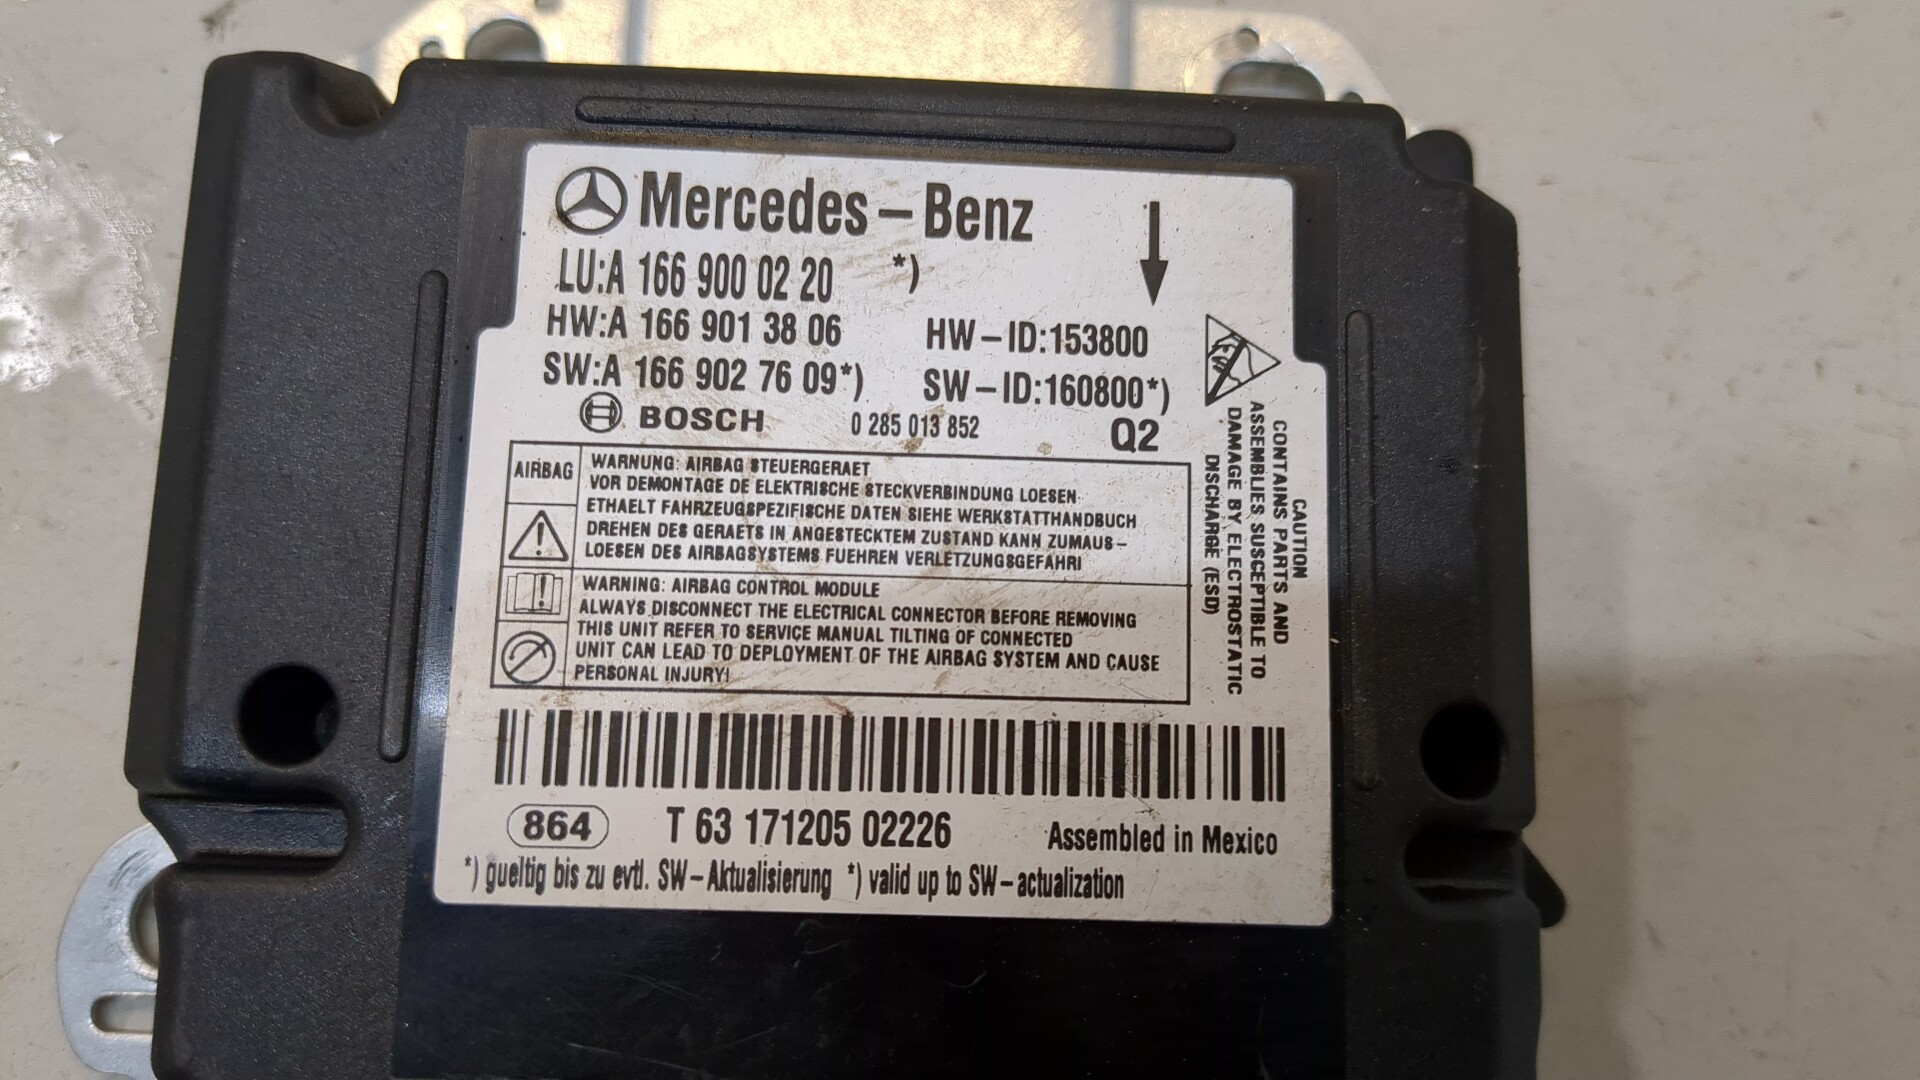 Mercedes-Benz
LU:A 166 900 02 20 *)
HW:A 166 901 38 06 HW-ID:153800
SW:A 166 902 76 09*) SW-ID:160800*)
BOSCH 0 285 013 852 Q2
AIRBAG
WARNUNG: AIRBAG STEUERGERAET
VOR DEMONTAGE DE ELEKTRISCHE STECKVERBINDUNG LOESEN
ETHAELT FAHRZEUGSPEZIFISCHE DATEN SIEHE WERKSTATTHANDBUCH
DREHEN DES GERAETS IN ANGESTECKTEM ZUSTAND KANN ZUMAUS-
LOESEN DES AIRBAGSYSTEMS FUEHREN VERLETZUNGSGEFAHR!
WARNING: AIRBAG CONTROL MODULE
ALWAYS DISCONNECT THE ELECTRICAL CONNECTOR BEFORE REMOVING
THIS UNIT REFER TO SERVICE MANUAL TILTING OF CONNECTED
UNIT CAN LEAD TO DEPLOYMENT OF THE AIRBAG SYSTEM AND CAUSE
PERSONAL INJURY!
CAUTION
CONTAINS PARTS AND
ASSEMBLIES SUSCEPTIBLE TO
DAMAGE BY ELECTROSTATIC
DISCHARGE (ESD)
864 T 63 171205 02226 Assembled in Mexico
*) gueltig bis zu evtl. SW-Aktualisierung *) valid up to SW-actualization